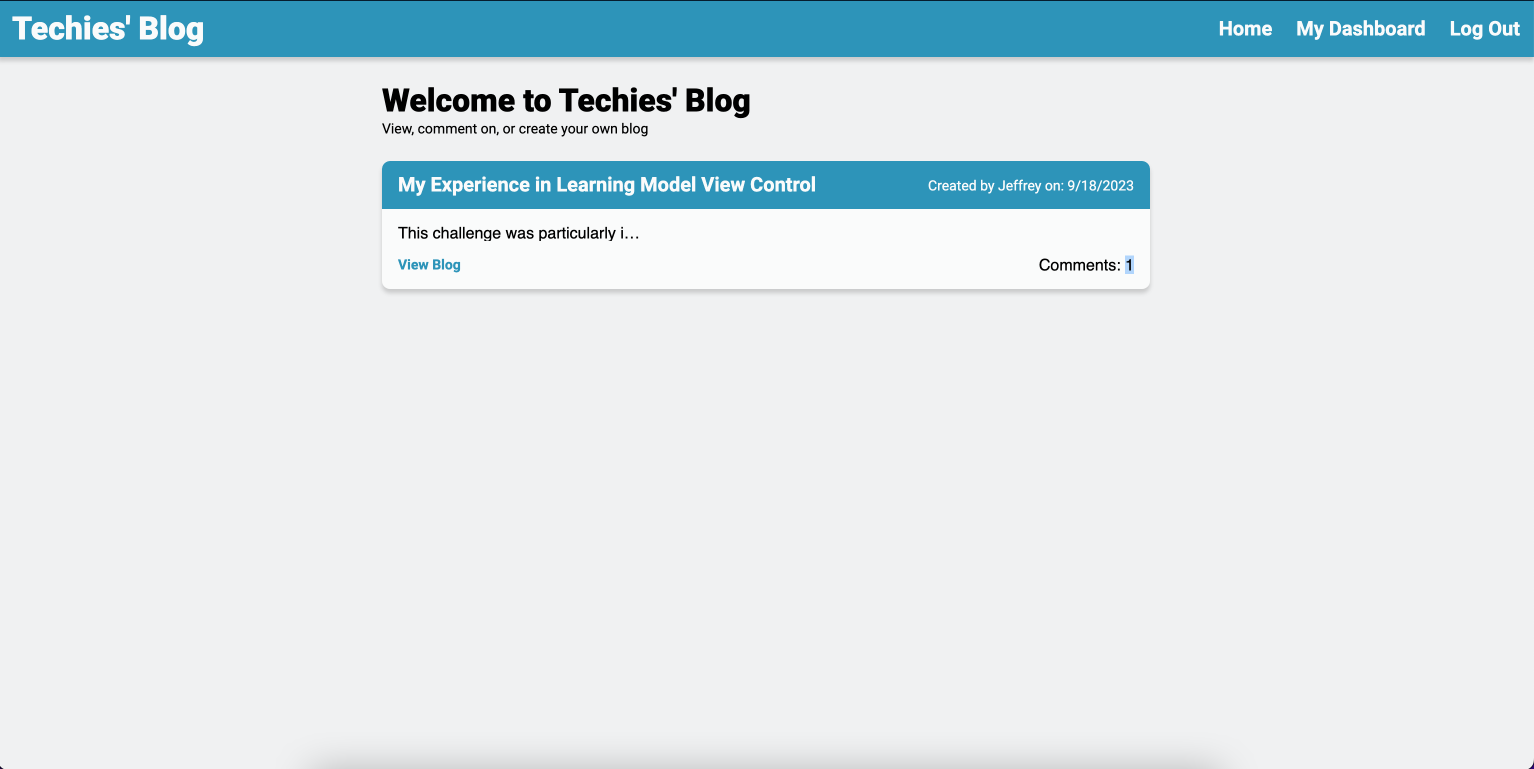 Techies' Blog
Home My Dashboard Log Out
Welcome to Techies' Blog
View, comment on, or create your own blog
My Experience in Learning Model View Control
Created by Jeffrey on: 9/18/2023
This challenge was particularly i…
View Blog
Comments: 1